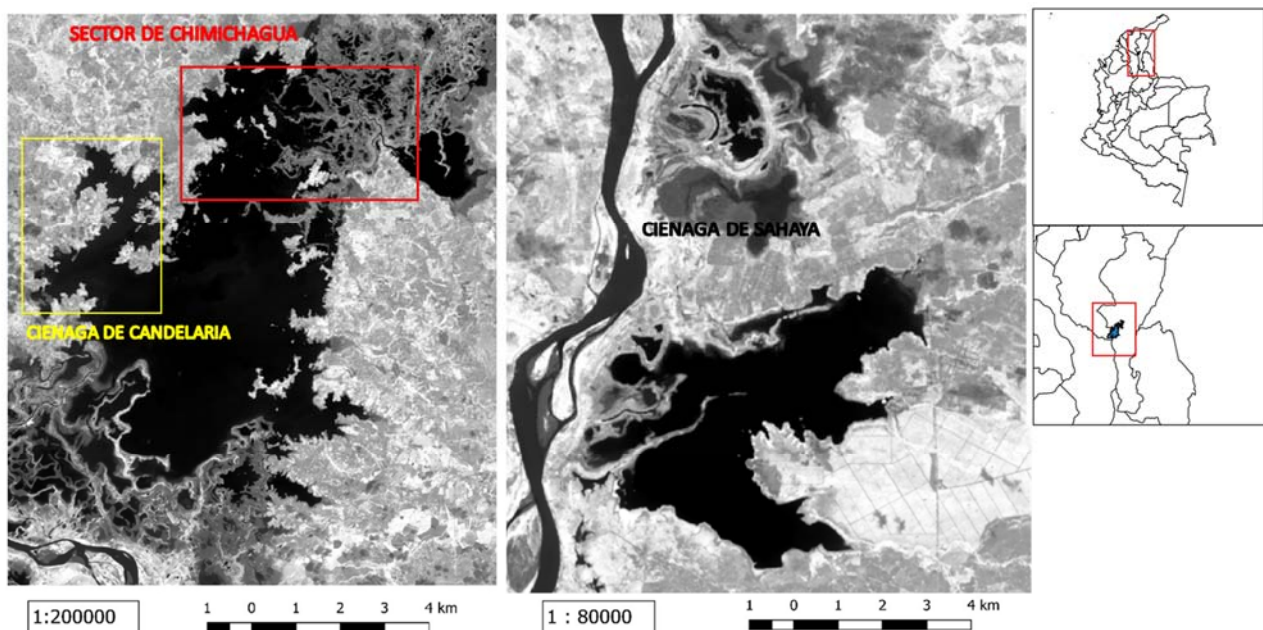 SECTOR DE CHIMICHAGUA
CIENAGA DE CANDELARIA
CIENAGA DE SAHAYA
1:200000
1 0 1 2 3 4 km
1 : 80000
1 0 1 2 3 4 km